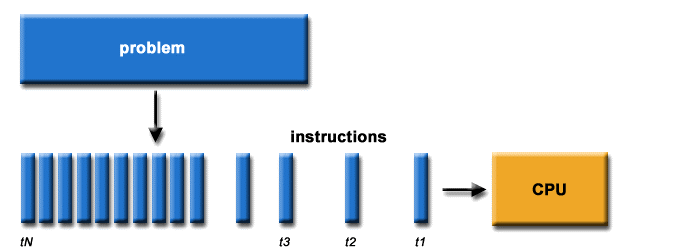 problem
instructions
CPU
tN
t3
t2
t1